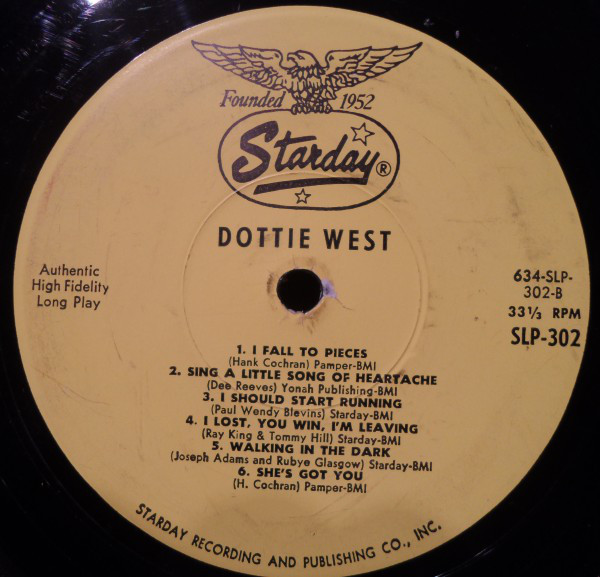 Founded 1952
Starday®
DOTTIE WEST
Authentic
High Fidelity
Long Play
634-SLP-
302-B
33⅓ RPM
SLP-302
1. I FALL TO PIECES
(Hank Cochran) Pamper-BMI
2. SING A LITTLE SONG OF HEARTACHE
(Dee Reeves) Yonah Publishing-BMI
3. I SHOULD START RUNNING
(Paul Wendy Blevins) Starday-BMI
4. I LOST, YOU WIN, I'M LEAVING
(Ray King & Tommy Hill) Starday-BMI
5. WALKING IN THE DARK
(Joseph Adams and Rubye Glasgow) Starday-BMI
6. SHE'S GOT YOU
(H. Cochran) Pamper-BMI
STARDAY RECORDING AND PUBLISHING CO., INC.